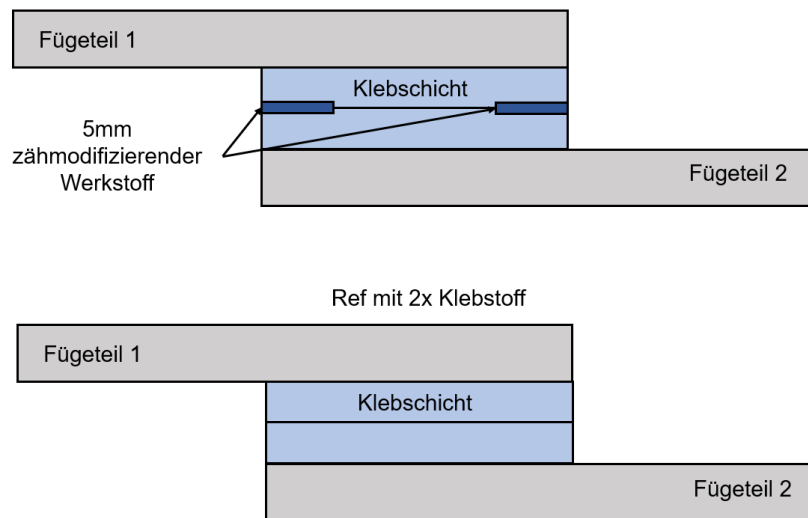 Fügeteil 1
Klebschicht
5mm
zähmodifizierender
Werkstoff
Fügeteil 2
Ref mit 2x Klebstoff
Fügeteil 1
Klebschicht
Fügeteil 2